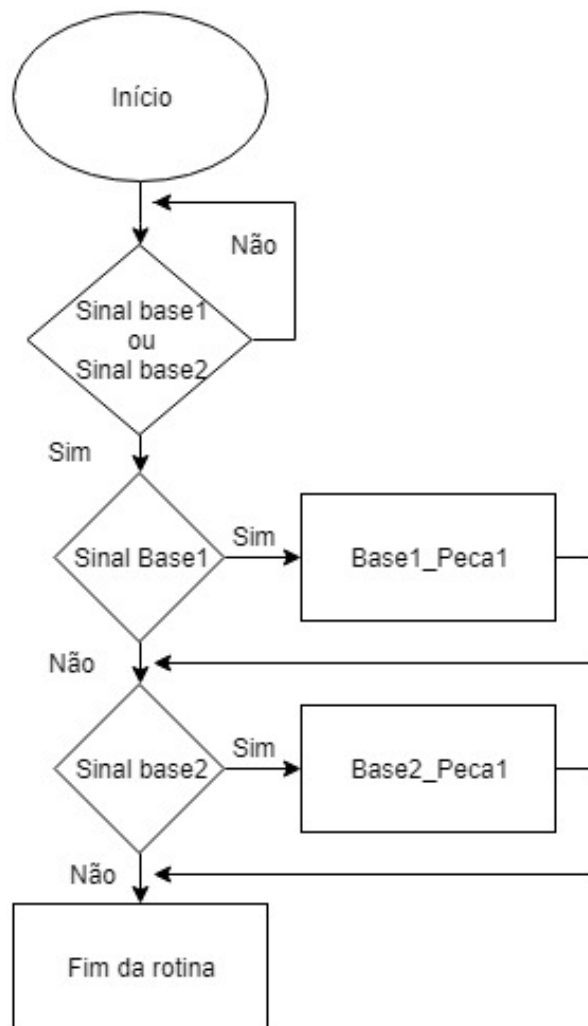 Início
Não
Sinal base1
ou
Sinal base2
Sim
Sinal Base1
Sim
Base1_Peca1
Não
Sinal base2
Sim
Base2_Peca1
Não
Fim da rotina